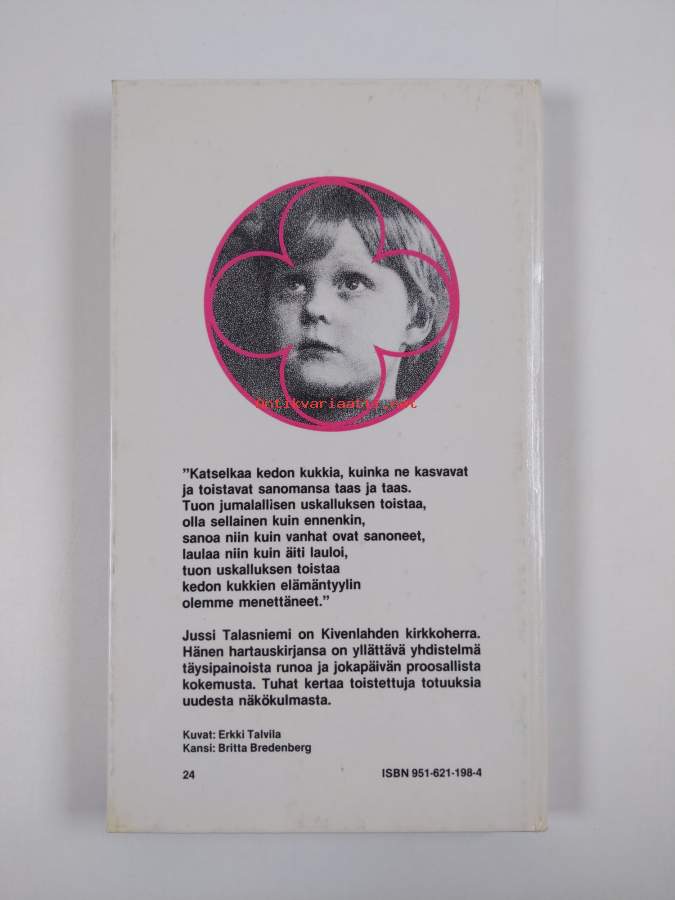 Antikvariaatti.net
"Katselkaa kedon kukkia, kuinka ne kasvavat
ja toistavat sanomansa taas ja taas.
Tuon jumalallisen uskalluksen toistaa,
olla sellainen kuin ennenkin,
sanoa niin kuin vanhat ovat sanoneet,
laulaa niin kuin äiti lauloi,
tuon uskalluksen toistaa
kedon kukkien elämäntyylin
olemme menettäneet."
Jussi Talasniemi on Kivenlahden kirkkoherra.
Hänen hartauskirjansa on yllättävä yhdistelmä
täysipainoista runoa ja jokapäivän proosallista
kokemusta. Tuhat kertaa toistettuja totuuksia
uudesta näkökulmasta.
Kuvat: Erkki Talvila
Kansi: Britta Bredenberg
24 ISBN 951-621-198-4